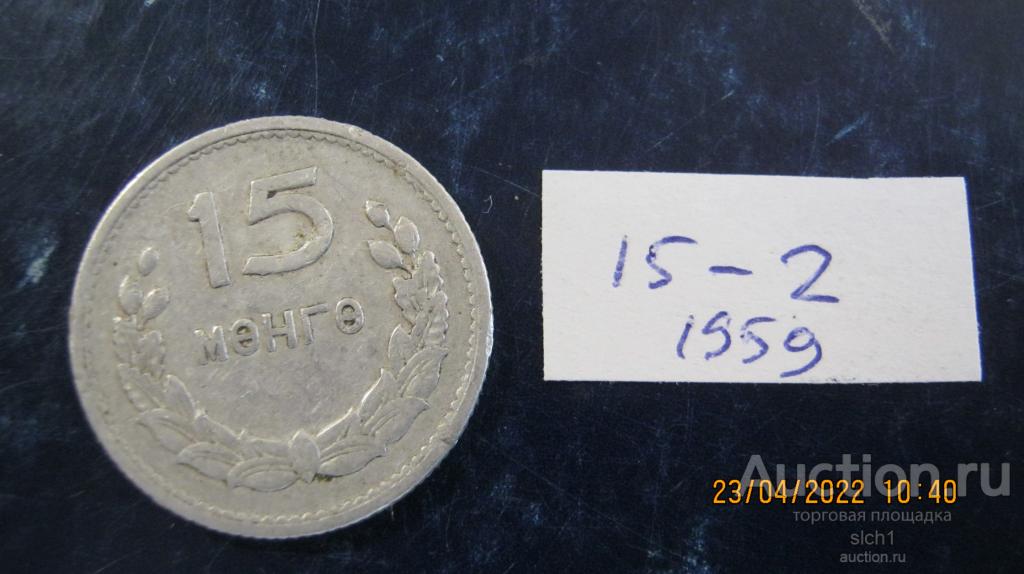 15
МӨНГӨ
15-2
1959
Auction.ru
23/04/2022 10:40
торговая площадка
slch1
auction.ru